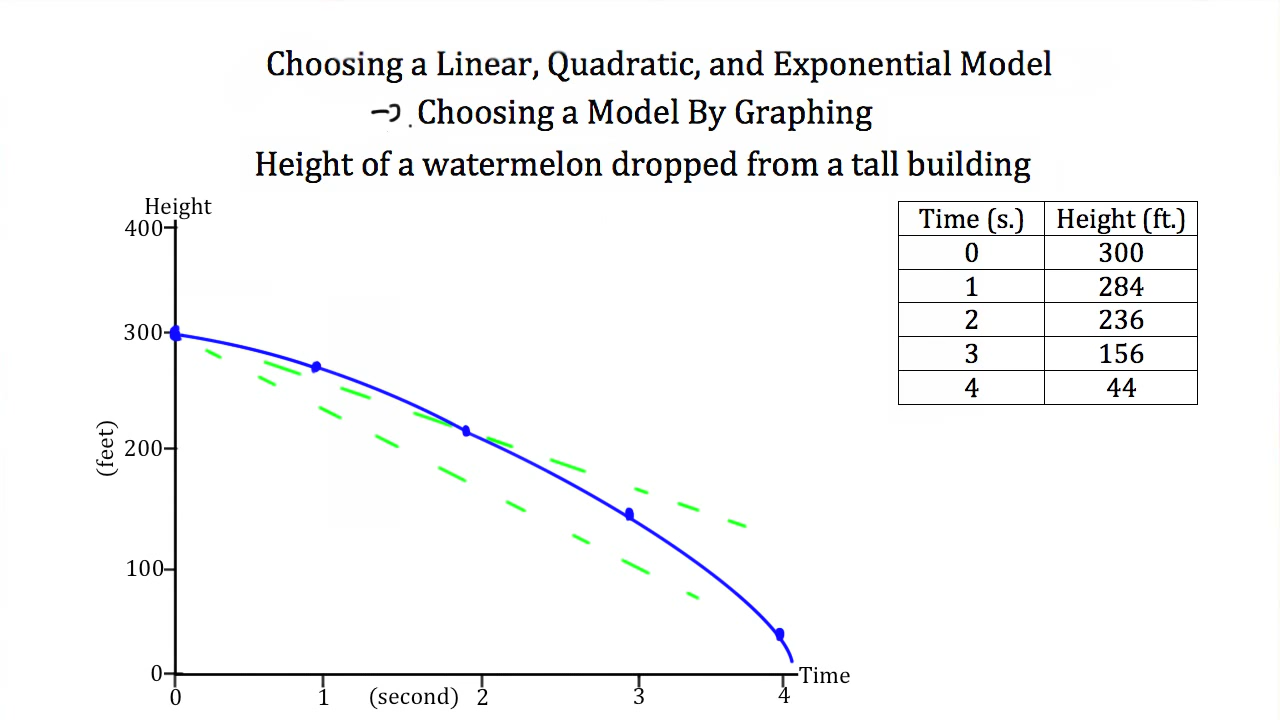 Choosing a Linear, Quadratic, and Exponential Model
Choosing a Model By Graphing
Height of a watermelon dropped from a tall building
Height
400
300
(feet)
200
100
0
0 1 (second) 2 3 4
Time
Time (s.) Height (ft.)
0 300
1 284
2 236
3 156
4 44